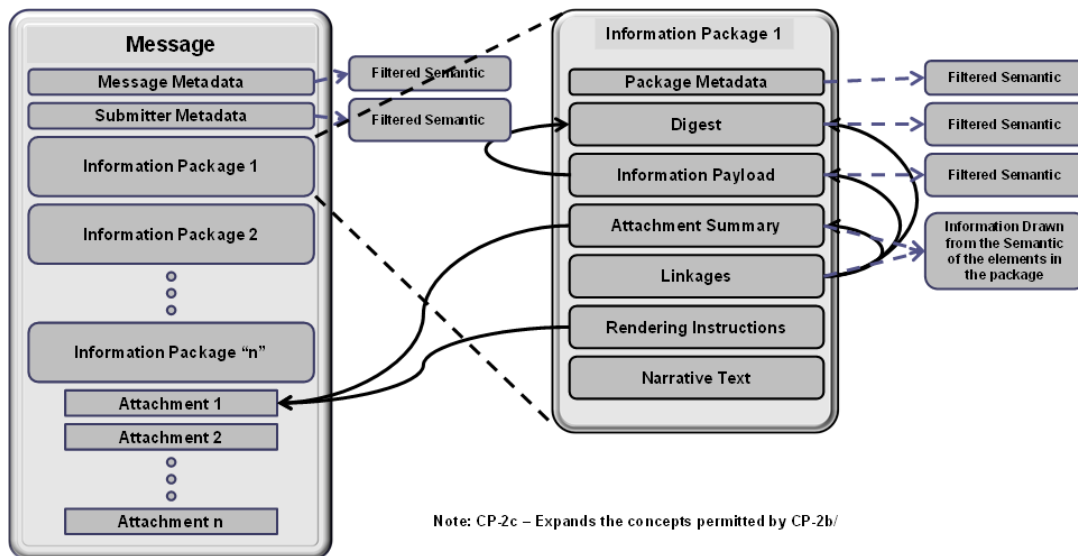 Message
Message Metadata
Submitter Metadata
Information Package 1
Information Package 2
Information Package “n”
Attachment 1
Attachment 2
Attachment n
Filtered Semantic
Filtered Semantic
Information Package 1
Package Metadata
Digest
Information Payload
Attachment Summary
Linkages
Rendering Instructions
Narrative Text
Filtered Semantic
Filtered Semantic
Filtered Semantic
Information Drawn
from the Semantic
of the elements in
the package
Note: CP-2c – Expands the concepts permitted by CP-2b/